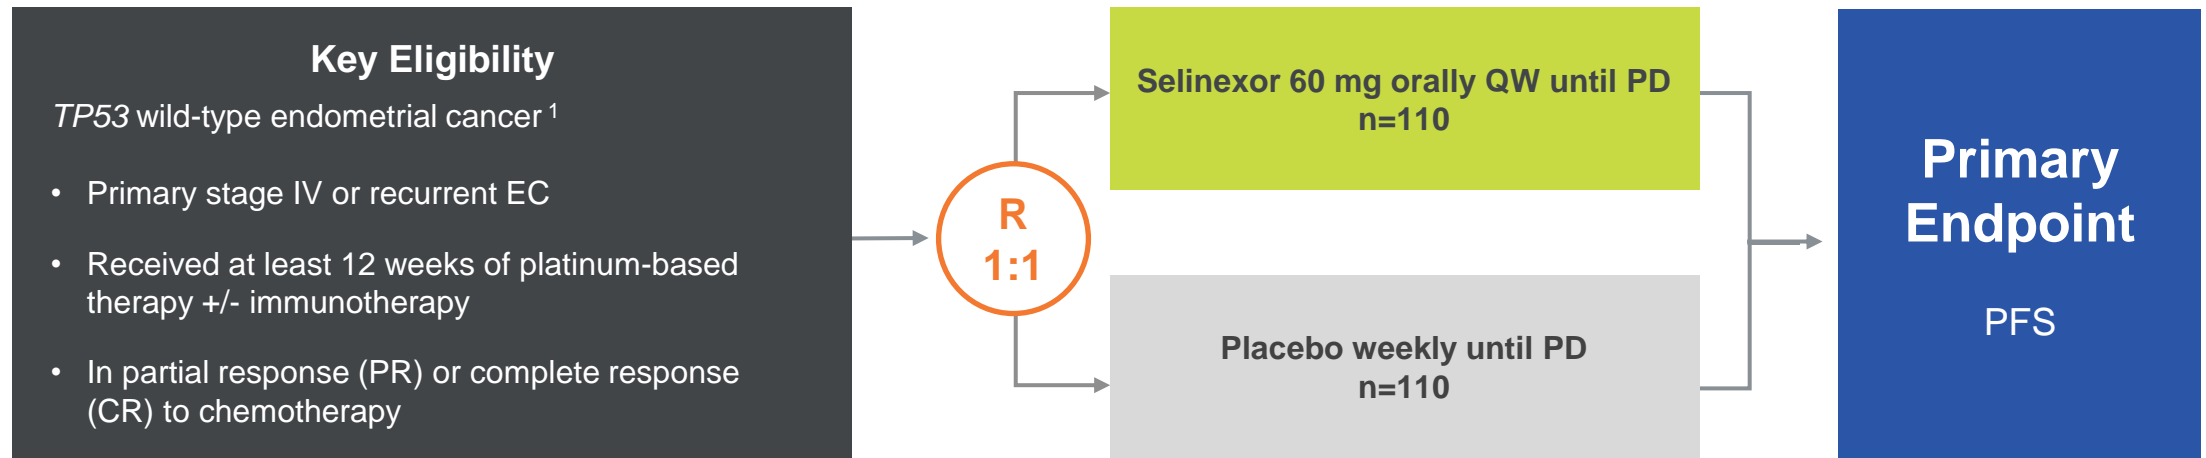 Key Eligibility
TP53 wild-type endometrial cancer 1
• Primary stage IV or recurrent EC
• Received at least 12 weeks of platinum-based
therapy +/- immunotherapy
• In partial response (PR) or complete response
(CR) to chemotherapy
R
1:1
Selinexor 60 mg orally QW until PD
n=110
Placebo weekly until PD
n=110
Primary
Endpoint
PFS